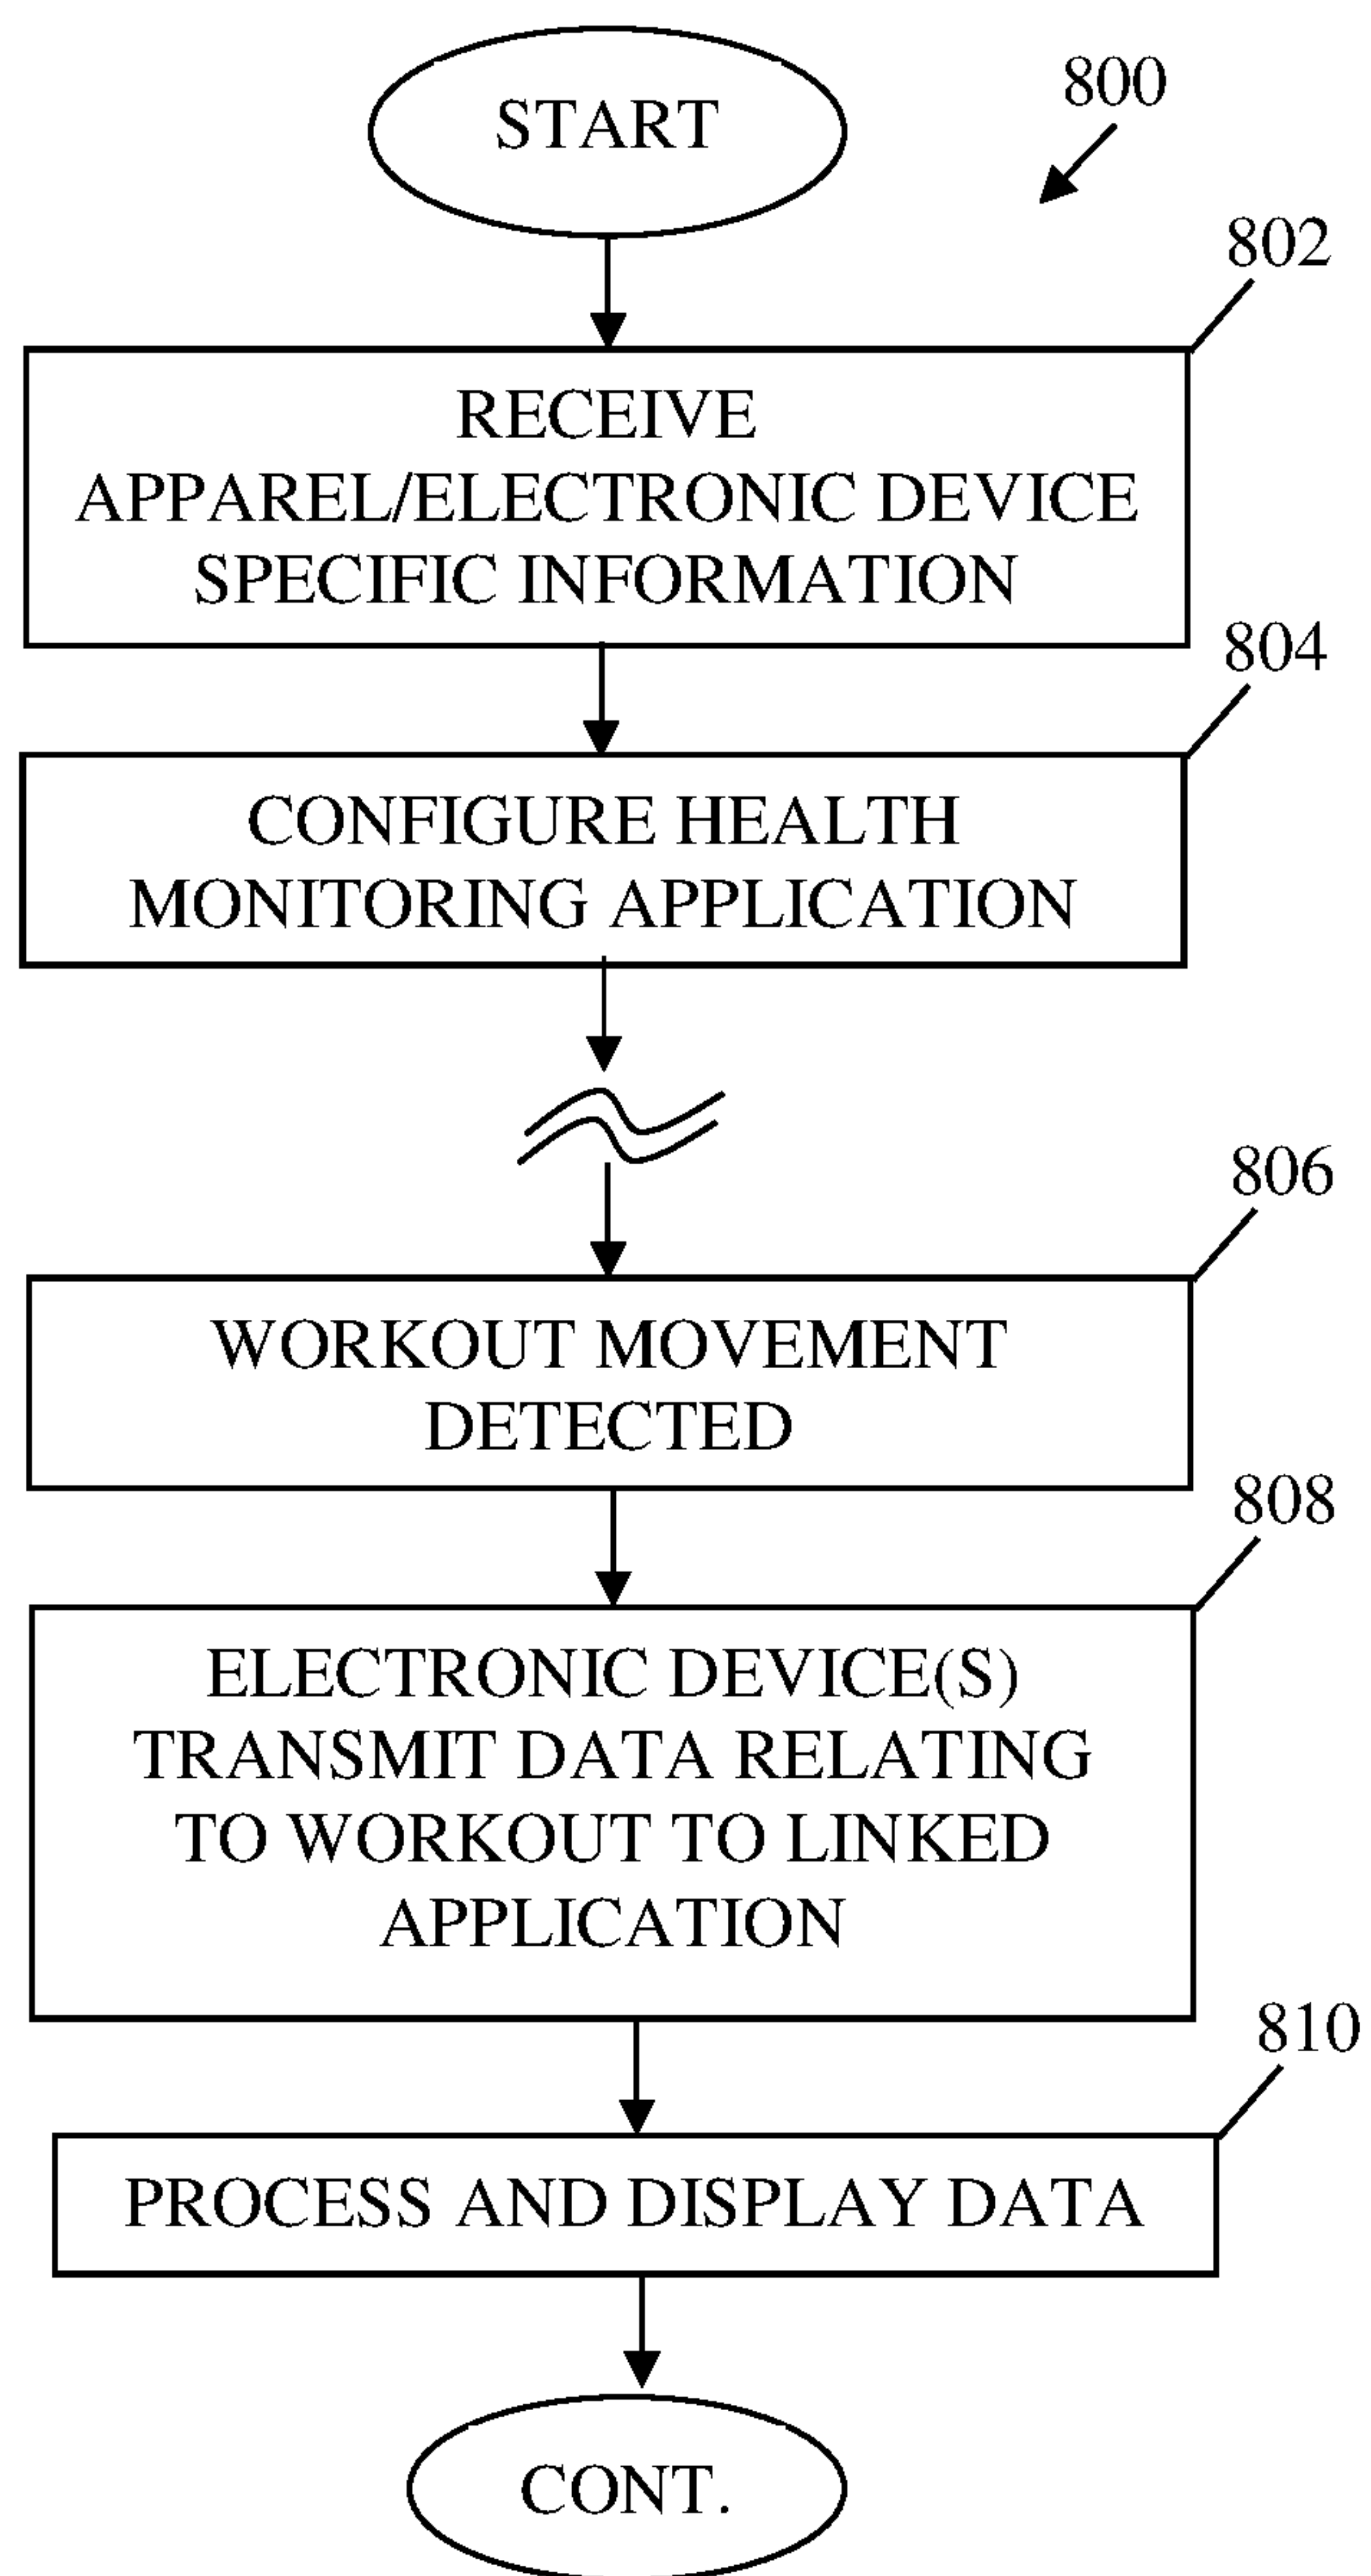 START
800
802
RECEIVE
APPAREL/ELECTRONIC DEVICE
SPECIFIC INFORMATION
804
CONFIGURE HEALTH
MONITORING APPLICATION
806
WORKOUT MOVEMENT
DETECTED
808
ELECTRONIC DEVICE(S)
TRANSMIT DATA RELATING
TO WORKOUT TO LINKED
APPLICATION
810
PROCESS AND DISPLAY DATA
CONT.